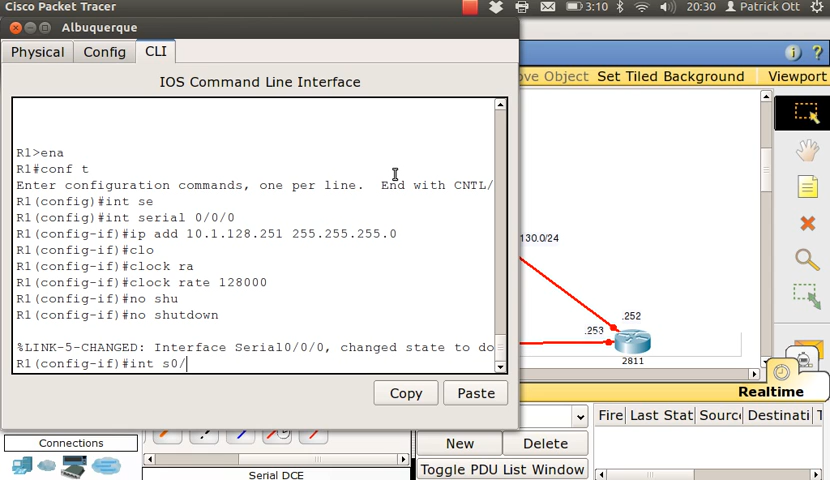 Cisco Packet Tracer
3:10
20:30
Patrick Ott
Albuquerque
Physical
Config
CLI
IOS Command Line Interface
R1>ena
R1#conf t
Enter configuration commands, one per line.  End with CNTL/
R1(config)#int se
R1(config)#int serial 0/0/0
R1(config-if)#ip add 10.1.128.251 255.255.255.0
R1(config-if)#clo
R1(config-if)#clock ra
R1(config-if)#clock rate 128000
R1(config-if)#no shu
R1(config-if)#no shutdown
%LINK-5-CHANGED: Interface Serial0/0/0, changed state to do
R1(config-if)#int s0/
Copy
Paste
i ?
ove Object
Set Tiled Background
Viewport
130.0/24
.252
.253
2811
Realtime
Connections
Serial DCE
New
Delete
Toggle PDU List Window
Fire
Last Stat
Source
Destinati